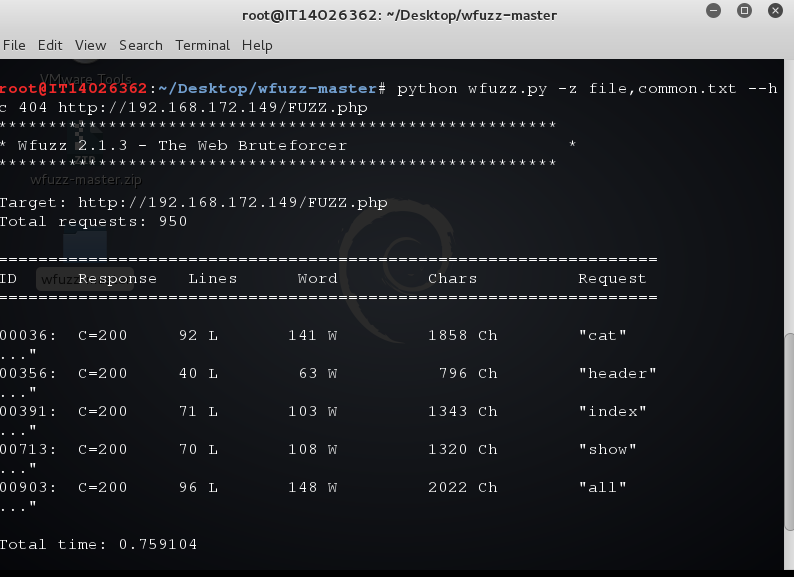 root@IT14026362: ~/Desktop/wfuzz-master
File Edit View Search Terminal Help
VMware Tools
root@IT14026362:~/Desktop/wfuzz-master# python wfuzz.py -z file,common.txt --h
c 404 http://192.168.172.149/FUZZ.php
********************************************************
* Wfuzz 2.1.3 - The Web Bruteforcer *
********************************************************
wfuzz-master.zip
Target: http://192.168.172.149/FUZZ.php
Total requests: 950
==================================================================
ID Response Lines Word Chars Request
==================================================================
00036: C=200 92 L 141 W 1858 Ch "cat"
..."
00356: C=200 40 L 63 W 796 Ch "header"
..."
00391: C=200 71 L 103 W 1343 Ch "index"
..."
00713: C=200 70 L 108 W 1320 Ch "show"
..."
00903: C=200 96 L 148 W 2022 Ch "all"
..."
Total time: 0.759104